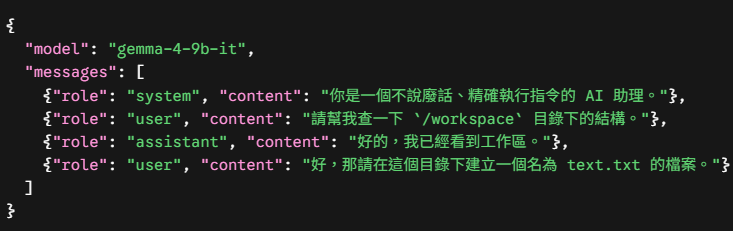 {
  "model": "gemma-4-9b-it",
  "messages": [
    {"role": "system", "content": "你是一個不說廢話、精確執行指令的 AI 助理。"},
    {"role": "user", "content": "請幫我查一下 `/workspace` 目錄下的結構。"},
    {"role": "assistant", "content": "好的，我已經看到工作區。"},
    {"role": "user", "content": "好，那請在這個目錄下建立一個名為 text.txt 的檔案。"}
  ]
}